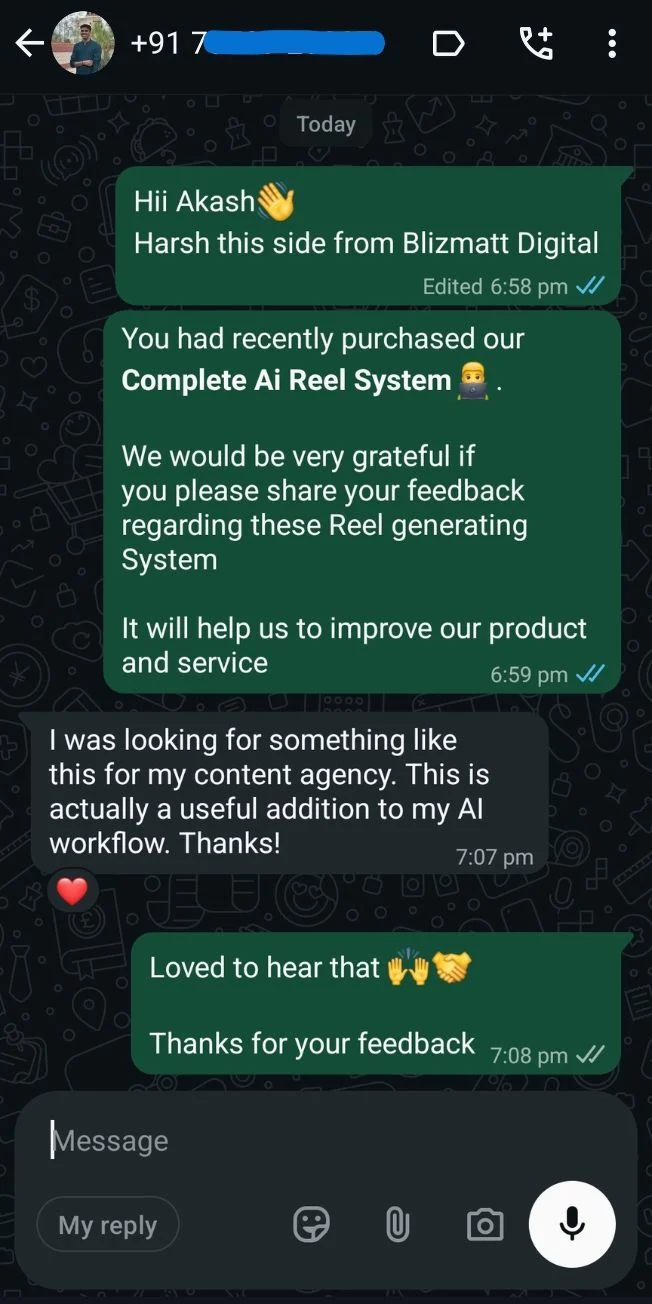 +91 7
Today
Hii Akash👋
Harsh this side from Blizmatt Digital
Edited 6:58 pm
You had recently purchased our
Complete Ai Reel System👨‍💻 .
We would be very grateful if
you please share your feedback
regarding these Reel generating
System
It will help us to improve our product
and service
6:59 pm
I was looking for something like
this for my content agency. This is
actually a useful addition to my AI
workflow. Thanks!
7:07 pm
❤️
Loved to hear that 🙌🤝
Thanks for your feedback
7:08 pm
Message
My reply